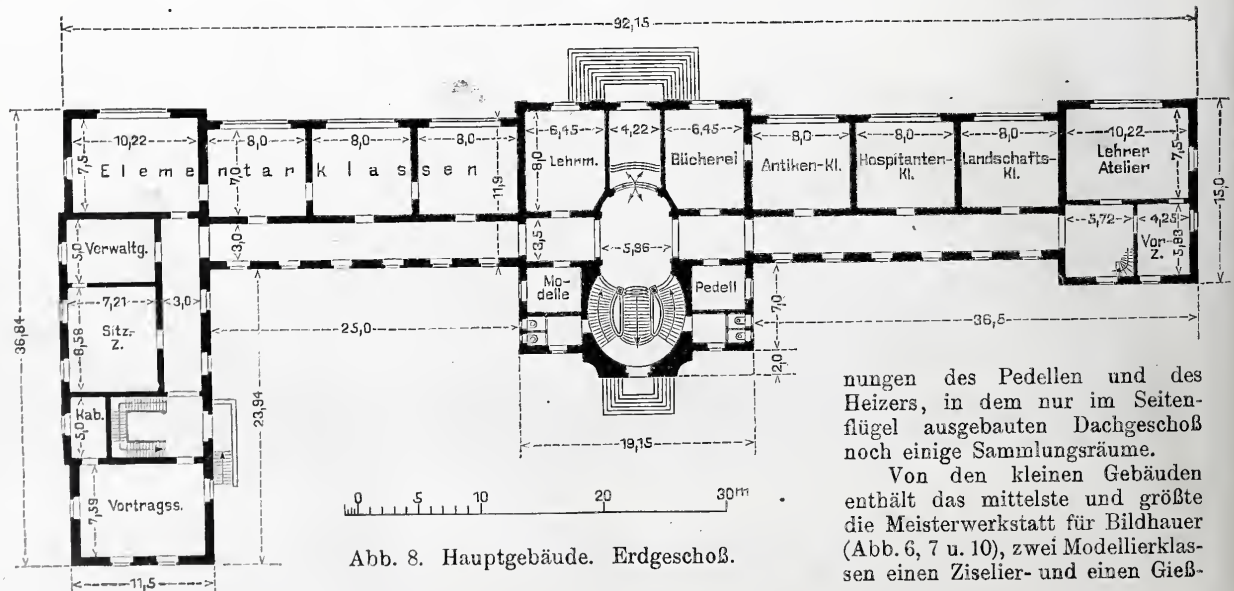 92,15
10,22
7,5
Elementarklassen
8,0
7,0
8,0
8,0
11,9
6,45
8,0
Lehrm.
4,22
6,45
Bücherei
8,0
Antiken-Kl.
8,0
Hospitanten-
Kl.
8,0
Landschafts-
Kl.
10,22
Lehrer
Atelier
7,5
15,0
36,84
5,0
Verwaltg.
3,0
3,5
5,96
5,72
4,25
Vor-
Z.
5,83
7,21
3,0
Sitz.-
Z.
8,58
25,0
Mo-
delle
Pedell
7,0
36,5
2,0
23,94
Kab.
5,0
19,15
Vortragss.
7,59
11,5
0 5 10 20 30m
Abb. 8. Hauptgebäude. Erdgeschoß.
nungen des Pedellen und des
Heizers, in dem nur im Seiten-
flügel ausgebauten Dachgeschoß
noch einige Sammlungsräume.
Von den kleinen Gebäuden
enthält das mittelste und größte
die Meisterwerkstatt für Bildhauer
(Abb. 6, 7 u. 10), zwei Modellierklas-
sen einen Ziselier- und einen Gieß-